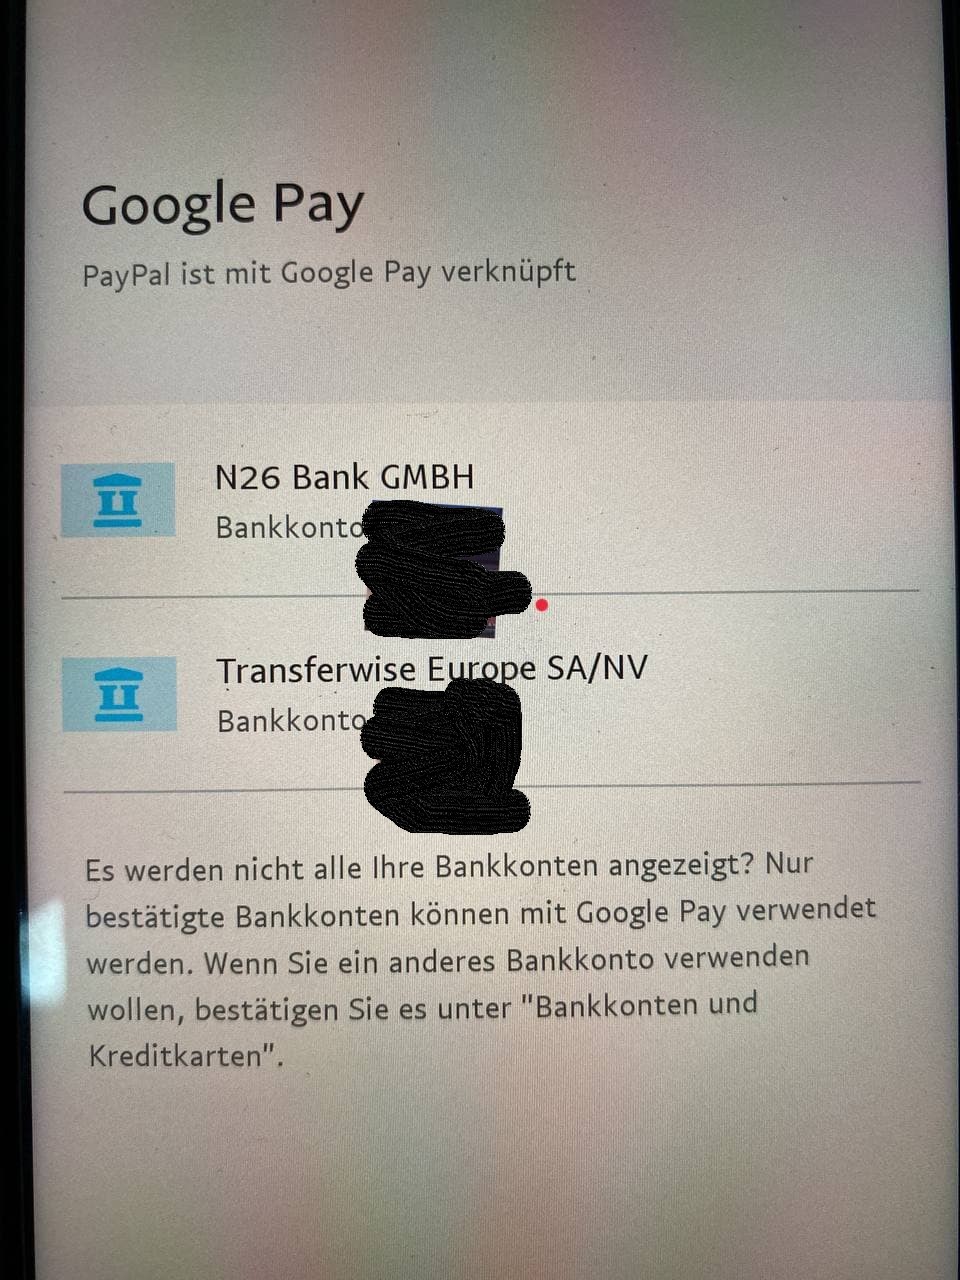 Google Pay
PayPal ist mit Google Pay verknüpft
N26 Bank GMBH
Bankkonto
Transferwise Europe SA/NV
Bankkonto
Es werden nicht alle Ihre Bankkonten angezeigt? Nur
bestätigte Bankkonten können mit Google Pay verwendet
werden. Wenn Sie ein anderes Bankkonto verwenden
wollen, bestätigen Sie es unter "Bankkonten und
Kreditkarten".